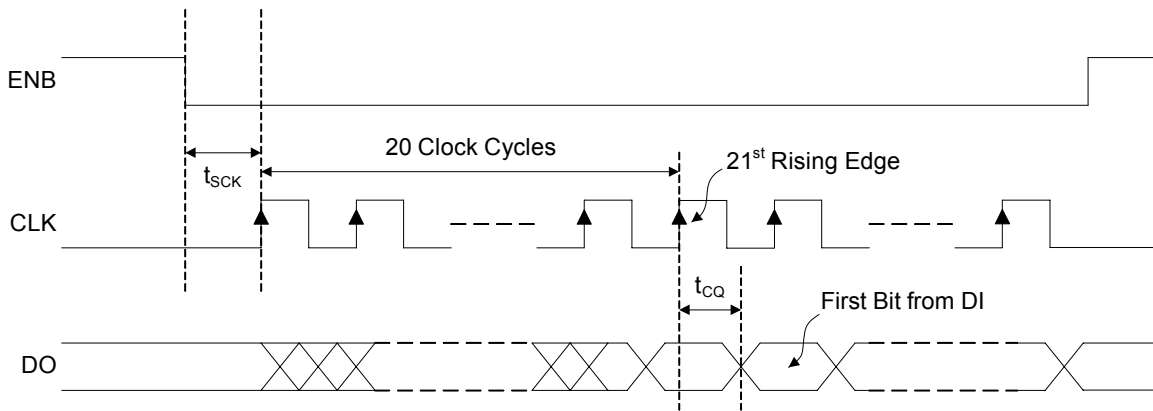 ENB
20 Clock Cycles
21st Rising Edge
tSCK
CLK
tCQ
First Bit from DI
DO